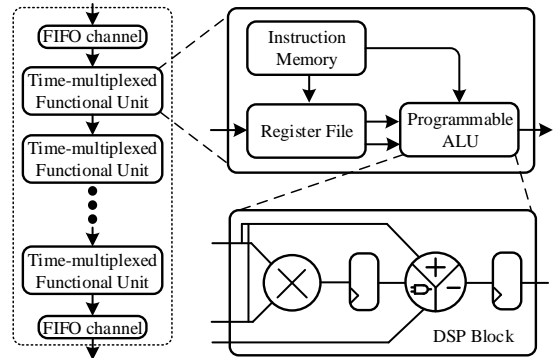 FIFO channel
Time-multiplexed
Functional Unit
Time-multiplexed
Functional Unit
Time-multiplexed
Functional Unit
FIFO channel
Instruction
Memory
Register File
Programmable
ALU
+
−
DSP Block